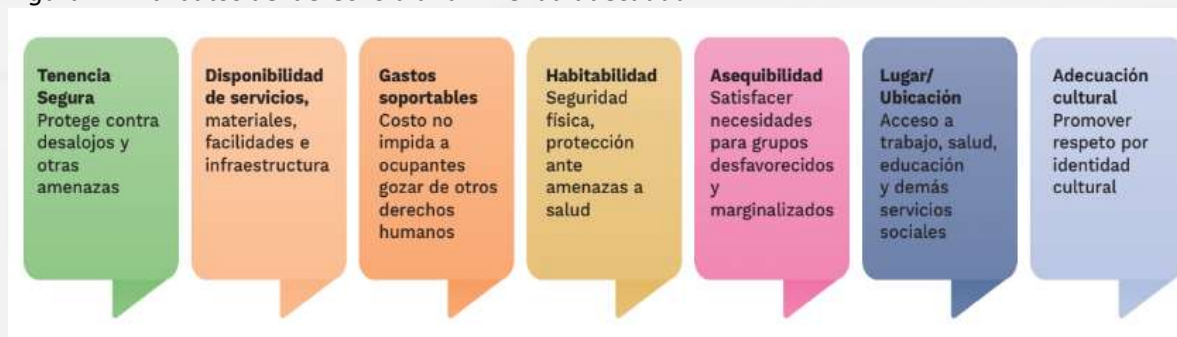 Tenencia
Segura
Protege contra
desalojos y
otras
amenazas
Disponibilidad
de servicios,
materiales,
facilidades e
infraestructura
Gastos
soportables
Costo no
impida a
ocupantes
gozar de otros
derechos
humanos
Habitabilidad
Seguridad
física,
protección
ante
amenazas a
salud
Asequibilidad
Satisfacer
necesidades
para grupos
desfavorecidos
y
marginalizados
Lugar/
Ubicación
Acceso a
trabajo, salud,
educación
y demás
servicios
sociales
Adecuación
cultural
Promover
respeto por
identidad
cultural